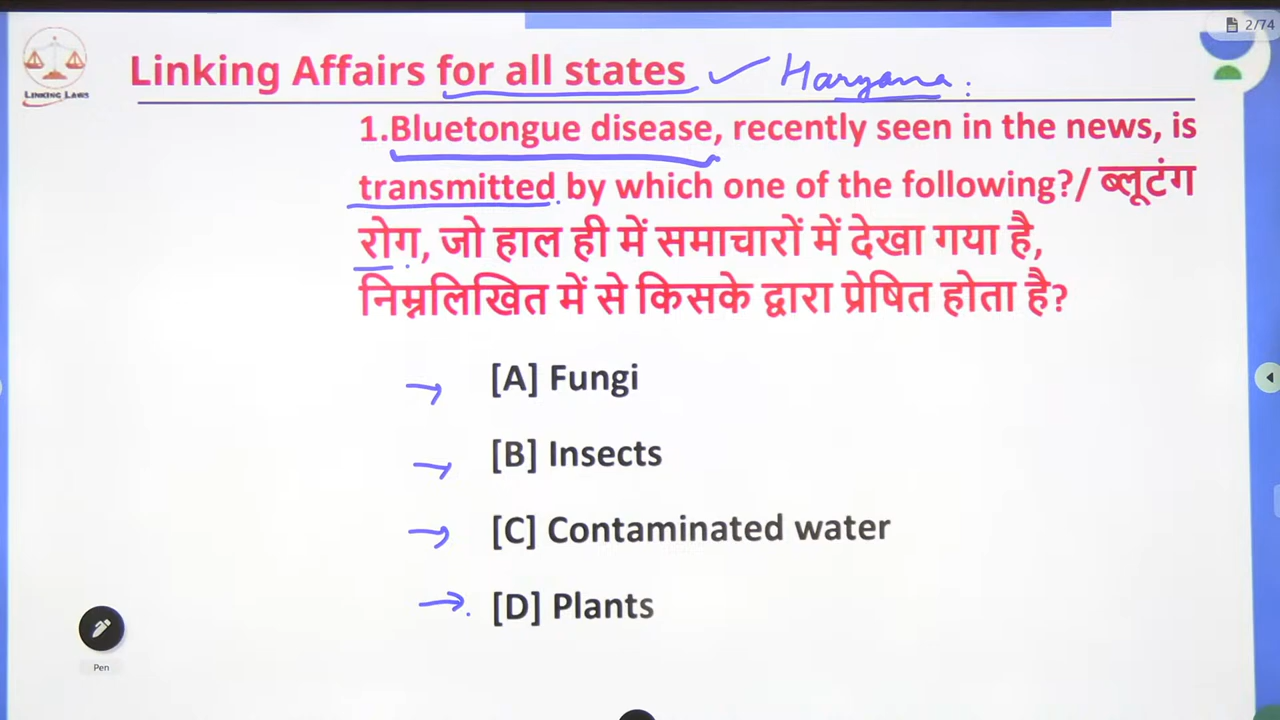 2/74
LINKING LAWS
Linking Affairs for all states Haryana
1.Bluetongue disease, recently seen in the news, is
transmitted by which one of the following?/ ब्लूटंग
रोग, जो हाल ही में समाचारों में देखा गया है,
निम्नलिखित में से किसके द्वारा प्रेषित होता है?
[A] Fungi
[B] Insects
[C] Contaminated water
[D] Plants
Pen